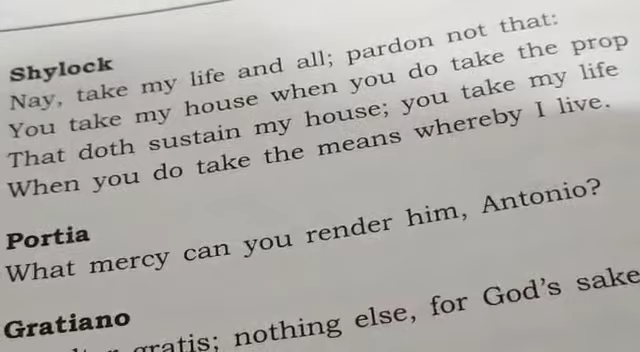 Shylock
Nay, take my life and all; pardon not that:
You take my house when you do take the prop
That doth sustain my house; you take my life
When you do take the means whereby I live.
Portia
What mercy can you render him, Antonio?
Gratiano
gratis; nothing else, for God's sake